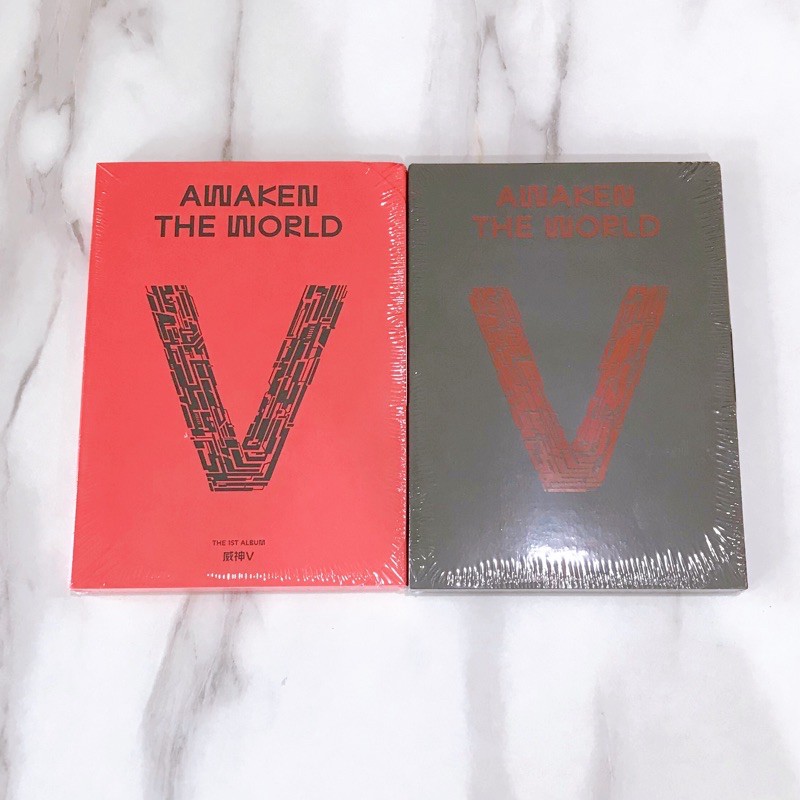 AWAKEN
THE WORLD
V
THE 1ST ALBUM
威神V
AWAKEN
THE WORLD
V